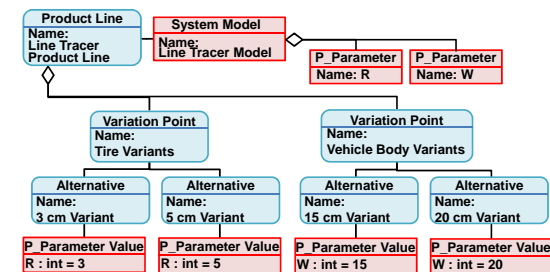 Product Line
Name:
Line Tracer
Product Line
System Model
Name:
Line Tracer Model
P_Parameter
Name: R
P_Parameter
Name: W
Variation Point
Name:
Tire Variants
Variation Point
Name:
Vehicle Body Variants
Alternative
Name:
3 cm Variant
Alternative
Name:
5 cm Variant
Alternative
Name:
15 cm Variant
Alternative
Name:
20 cm Variant
P_Parameter Value
R : int = 3
P_Parameter Value
R : int = 5
P_Parameter Value
W : int = 15
P_Parameter Value
W : int = 20